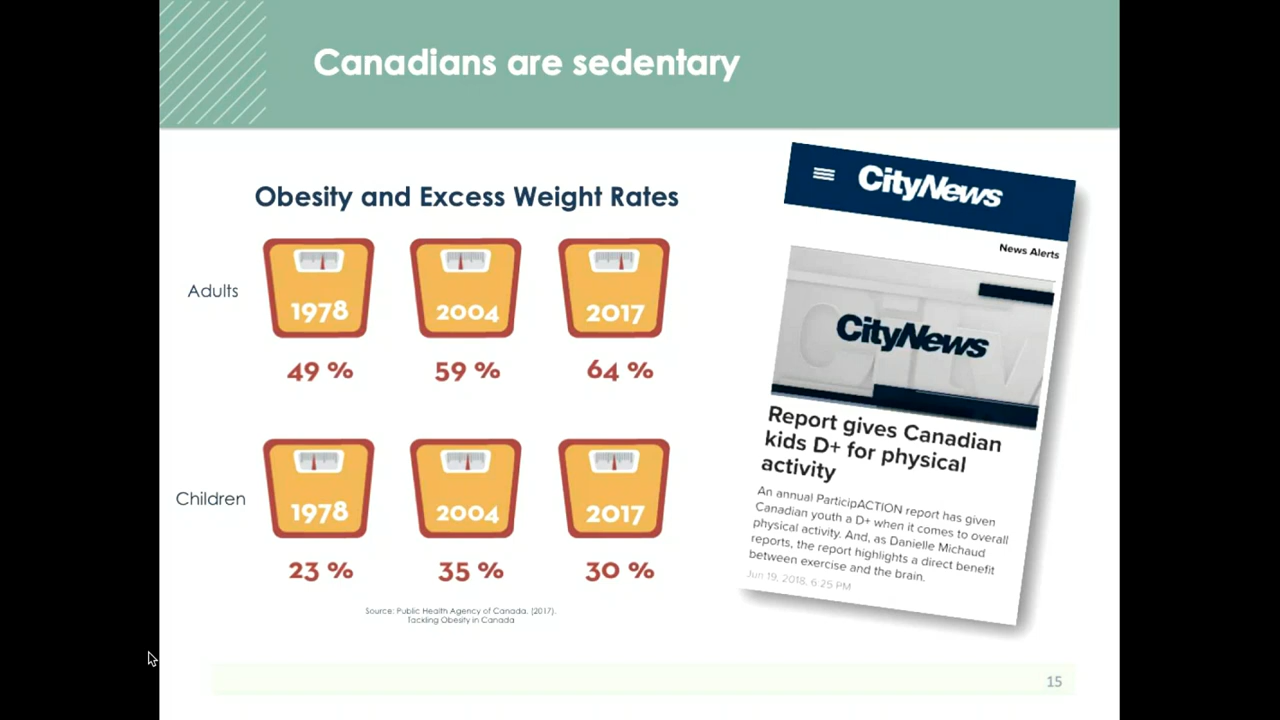 Canadians are sedentary
Obesity and Excess Weight Rates
Adults
1978
2004
2017
49 %
59 %
64 %
Children
1978
2004
2017
23 %
35 %
30 %
Source: Public Health Agency of Canada. (2017).
Tackling Obesity in Canada
CityNews
News Alerts
CityNews
Report gives Canadian
kids D+ for physical
activity
An annual ParticipACTION report has given
Canadian youth a D+ when it comes to overall
physical activity. And, as Danielle Michaud
reports, the report highlights a direct benefit
between exercise and the brain.
Jun 19, 2018, 6:25 PM
15